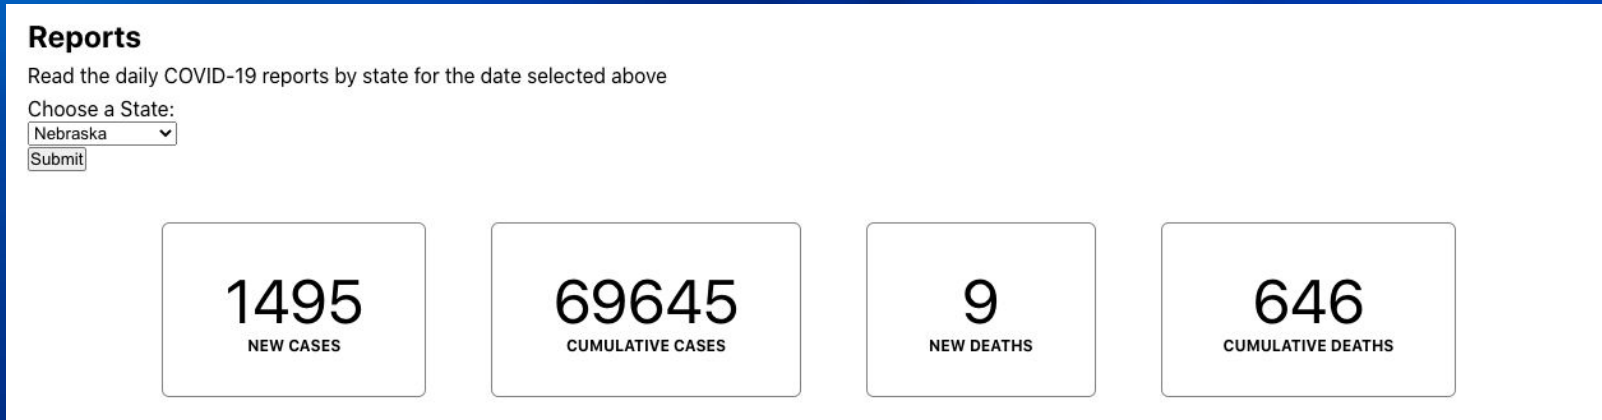 Reports
Read the daily COVID-19 reports by state for the date selected above
Choose a State:
Nebraska
Submit
1495
NEW CASES
69645
CUMULATIVE CASES
9
NEW DEATHS
646
CUMULATIVE DEATHS